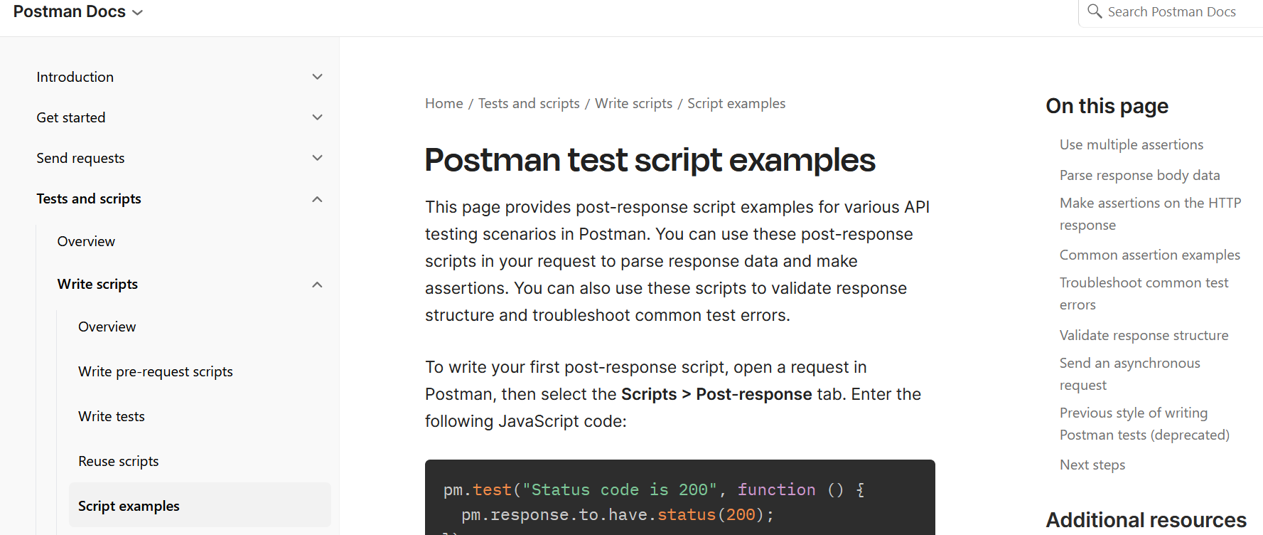 Postman Docs
Search Postman Docs
Introduction
Get started
Send requests
Tests and scripts
Overview
Write scripts
Overview
Write pre-request scripts
Write tests
Reuse scripts
Script examples
Home / Tests and scripts / Write scripts / Script examples
Postman test script examples
This page provides post-response script examples for various API
testing scenarios in Postman. You can use these post-response
scripts in your request to parse response data and make
assertions. You can also use these scripts to validate response
structure and troubleshoot common test errors.
To write your first post-response script, open a request in
Postman, then select the Scripts > Post-response tab. Enter the
following JavaScript code:
pm.test("Status code is 200", function () {
  pm.response.to.have.status(200);
On this page
Use multiple assertions
Parse response body data
Make assertions on the HTTP
response
Common assertion examples
Troubleshoot common test
errors
Validate response structure
Send an asynchronous
request
Previous style of writing
Postman tests (deprecated)
Next steps
Additional resources